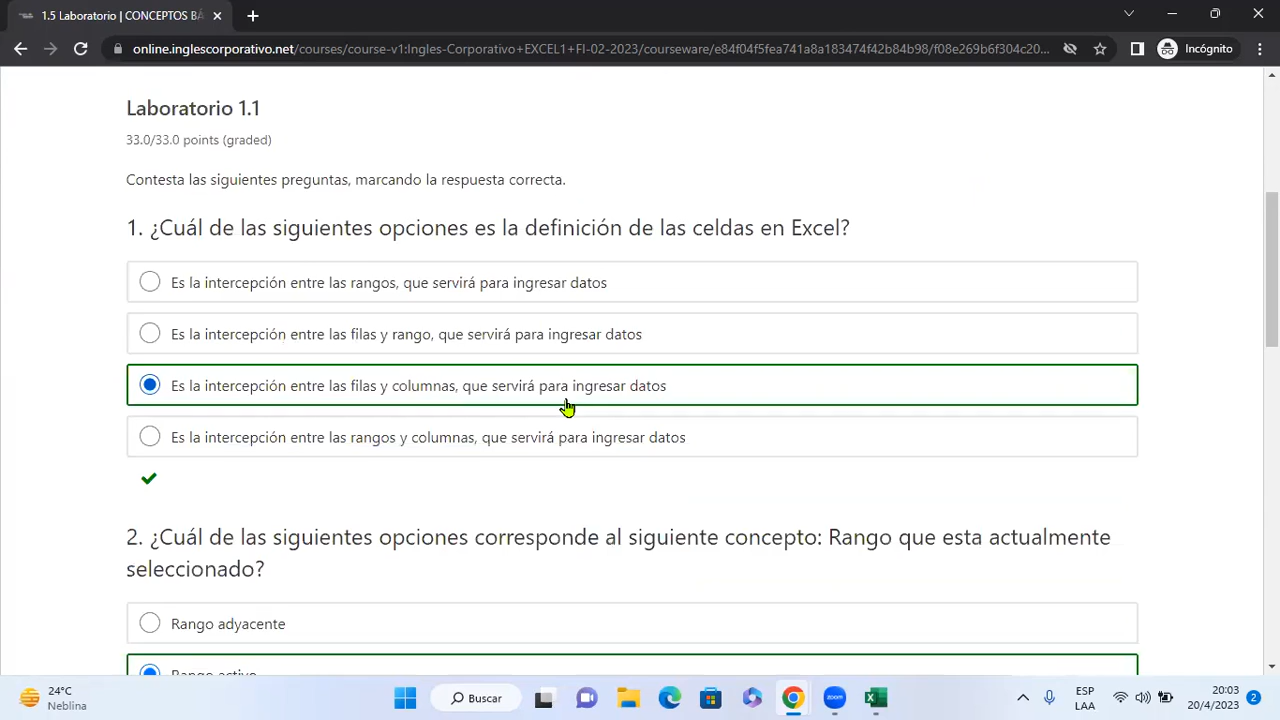 1.5 Laboratorio | CONCEPTOS BÁ
online.inglescorporativo.net/courses/course-v1:Ingles-Corporativo+EXCEL1+FI-02-2023/courseware/e84f04f5fea741a8a183474f42b84b98/f08e269b6f304c20...
Incógnito
Laboratorio 1.1
33.0/33.0 points (graded)
Contesta las siguientes preguntas, marcando la respuesta correcta.
1. ¿Cuál de las siguientes opciones es la definición de las celdas en Excel?
Es la intercepción entre las rangos, que servirá para ingresar datos
Es la intercepción entre las filas y rango, que servirá para ingresar datos
Es la intercepción entre las filas y columnas, que servirá para ingresar datos
Es la intercepción entre las rangos y columnas, que servirá para ingresar datos
2. ¿Cuál de las siguientes opciones corresponde al siguiente concepto: Rango que esta actualmente
seleccionado?
Rango adyacente
Rango activo
24°C
Neblina
Buscar
ESP
LAA
20:03
20/4/2023
2